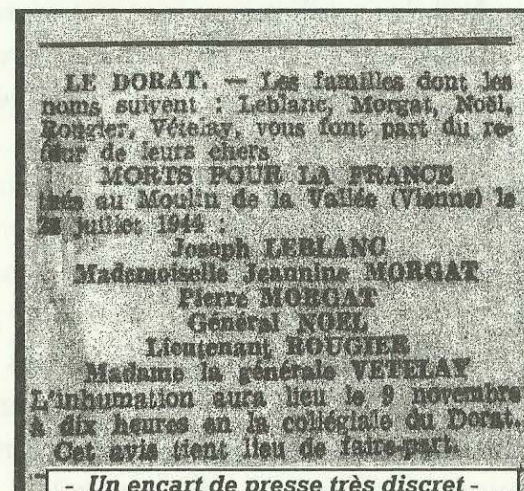 LE DORAT. — Les familles dont les
noms suivent : Leblanc, Morgat, Noël,
Rougier, Vételay, vous font part du re-
tour de leurs chers
MORTS POUR LA FRANCE
tués au Moulin de la Vallée (Vienne) le
juillet 1944 :
Joseph LEBLANC
Mademoiselle Jeannine MORGAT
Pierre MORGAT
Général NOEL
Lieutenant ROUGIER
Madame la générale VETELAY
L'inhumation aura lieu le 9 novembre
à dix heures en la collégiale du Dorat.
Cet avis tient lieu de faire-part.
- Un encart de presse très discret -